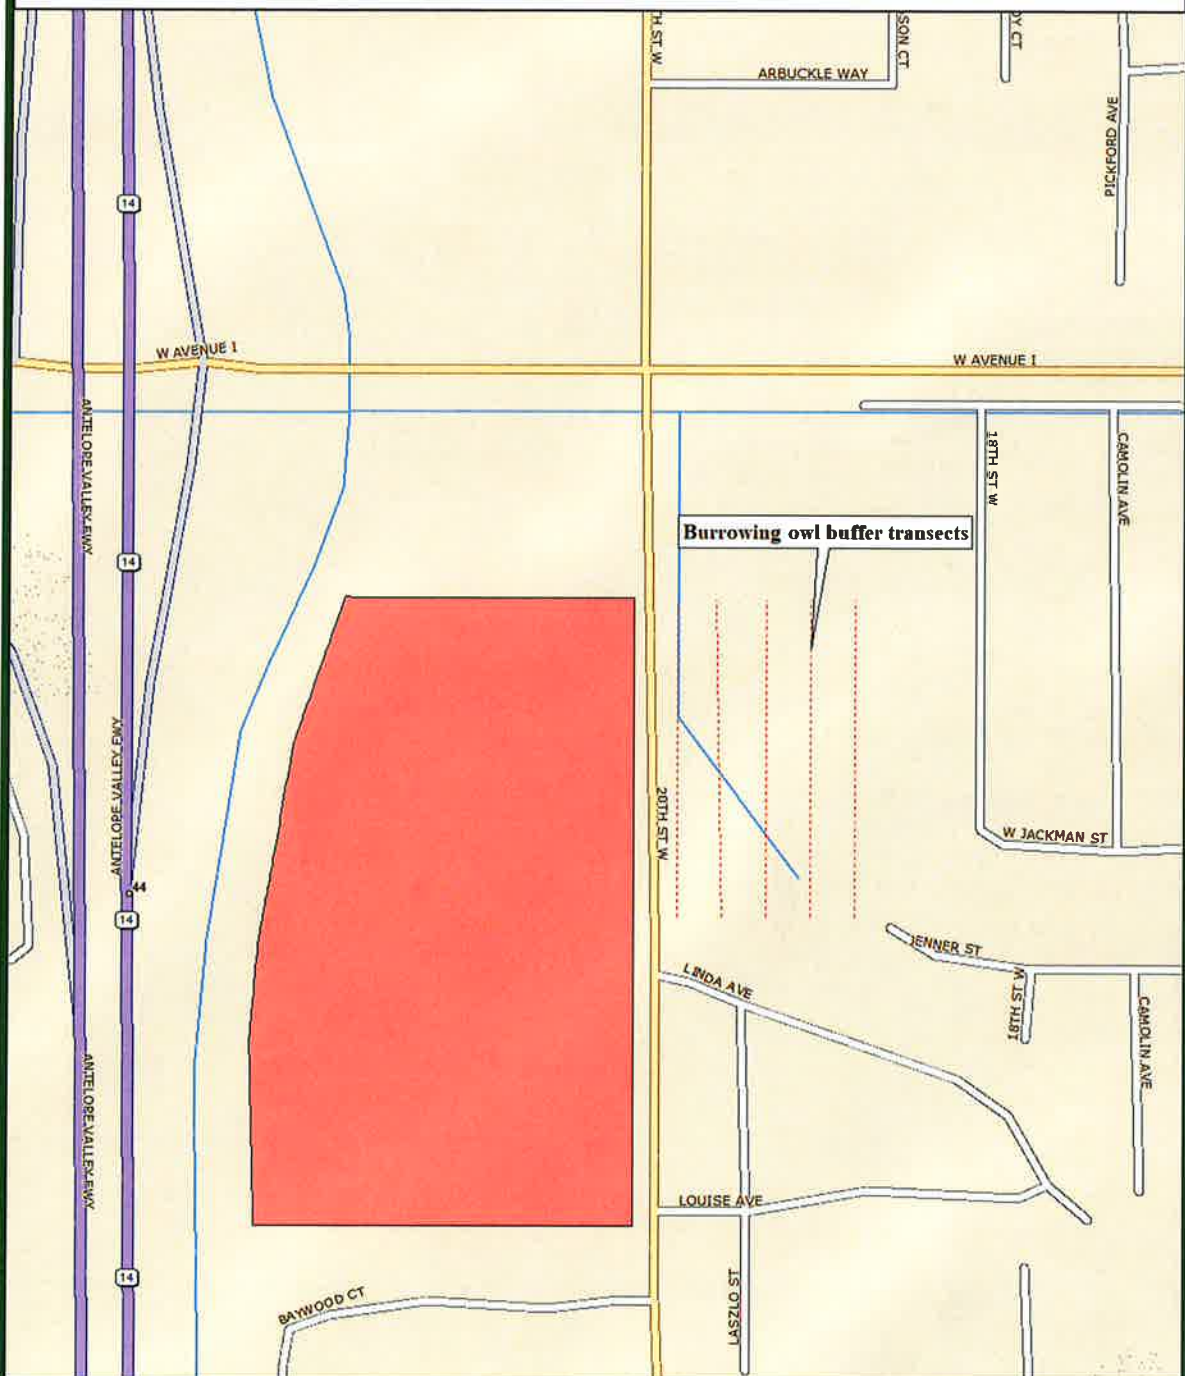 H ST W
SON CT
OY CT
ARBUCKLE WAY
PICKFORD AVE
14
W AVENUE I
W AVENUE I
ANTELOPE VALLEY FWY
18TH ST W
CAMOLIN AVE
Burrowing owl buffer transects
14
ANTELOPE VALLEY FWY
20TH ST W
W JACKMAN ST
44
14
JENNER ST
LINDA AVE
18TH ST W
CAMOLIN AVE
ANTELOPE VALLEY FWY
LOUISE AVE
14
BAYWOOD CT
LASZLO ST